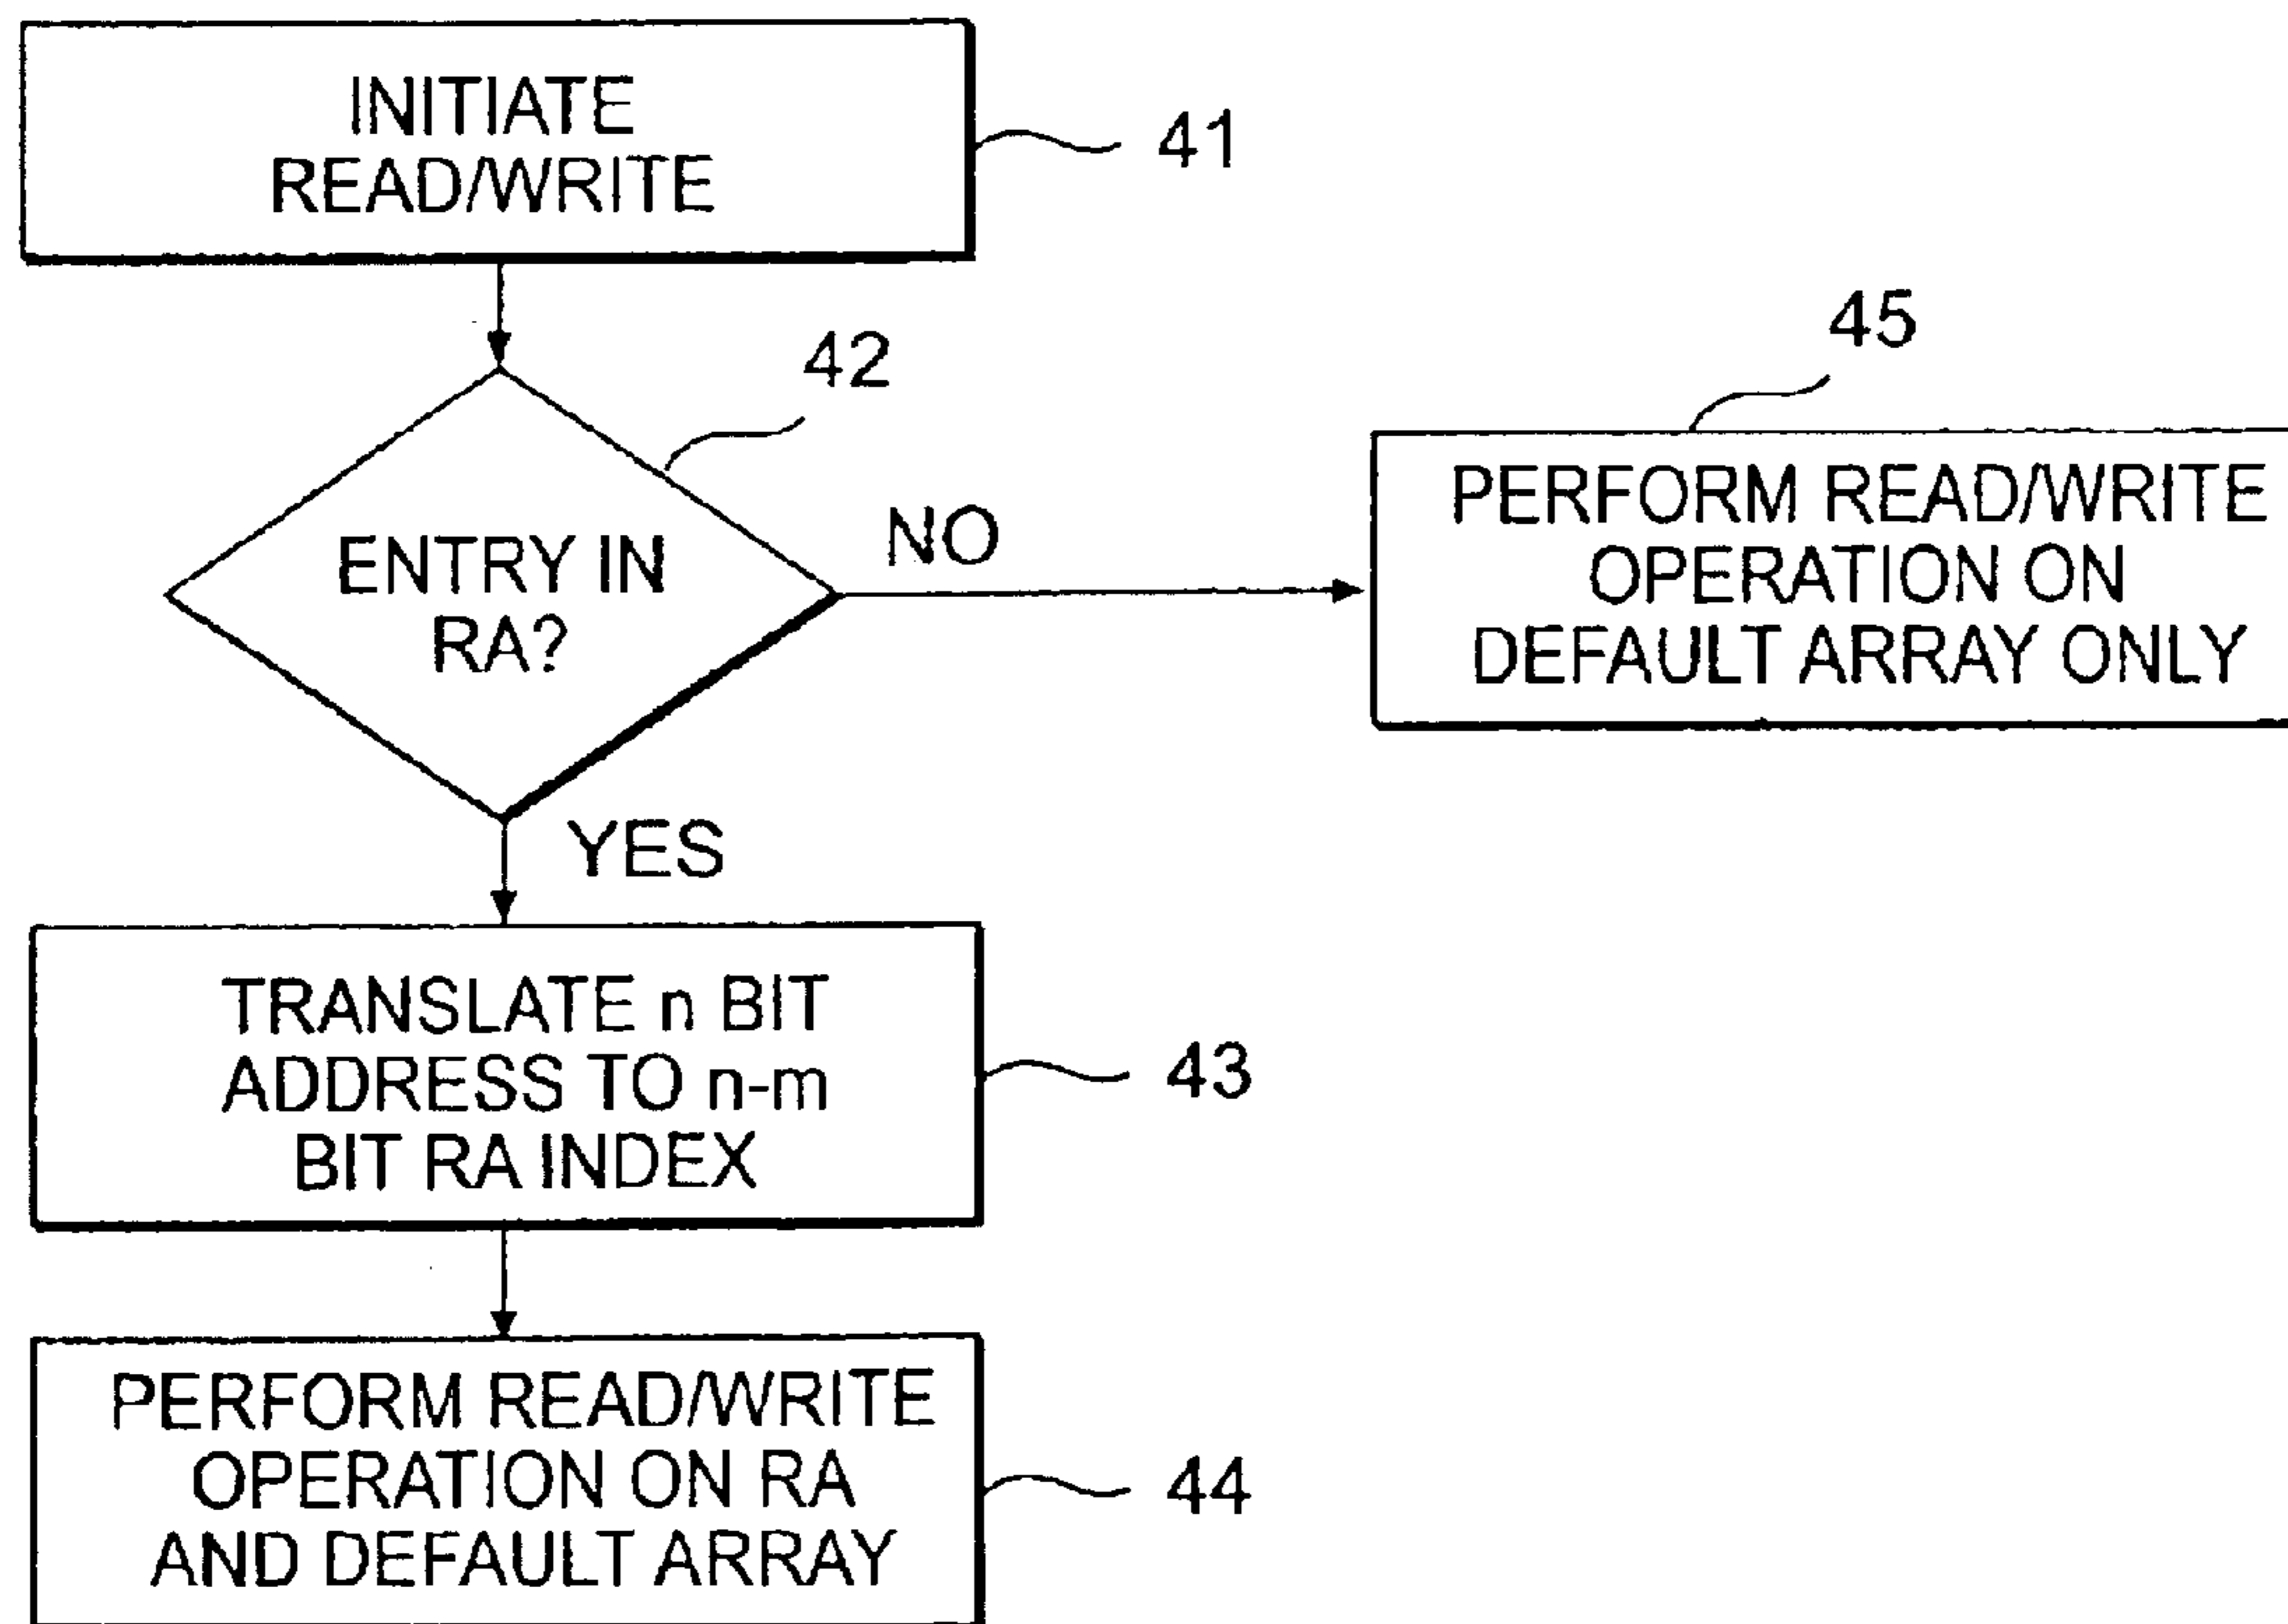 INITIATE
READ/WRITE
41
42
45
ENTRY IN
RA?
NO
PERFORM READ/WRITE
OPERATION ON
DEFAULT ARRAY ONLY
YES
TRANSLATE n BIT
ADDRESS TO n-m
BIT RA INDEX
43
PERFORM READ/WRITE
OPERATION ON RA
AND DEFAULT ARRAY
44